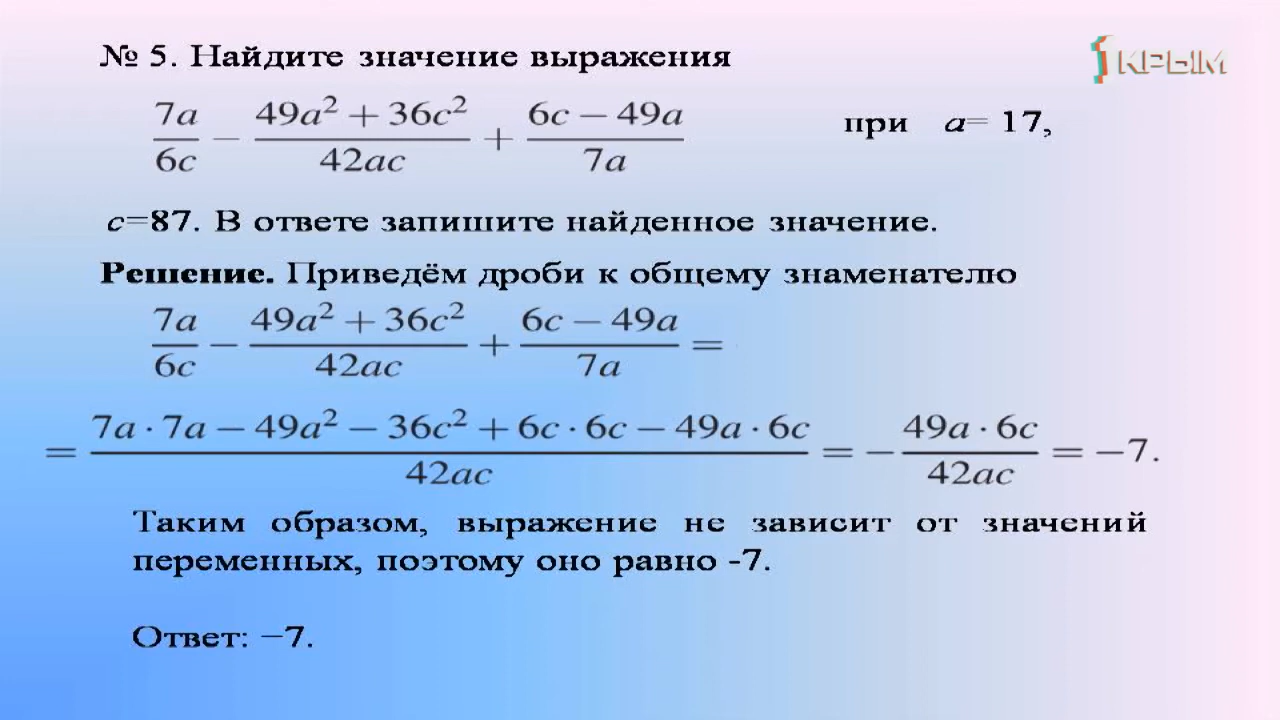 № 5. Найдите значение выражения
КРЫМ
7a/6c − (49a² + 36c²)/42ac + (6c − 49a)/7a при a= 17,
c=87. В ответе запишите найденное значение.
Решение. Приведём дроби к общему знаменателю
7a/6c − (49a² + 36c²)/42ac + (6c − 49a)/7a =
= (7a · 7a − 49a² − 36c² + 6c · 6c − 49a · 6c)/42ac = − (49a · 6c)/42ac = −7.
Таким образом, выражение не зависит от значений
переменных, поэтому оно равно -7.
Ответ: −7.